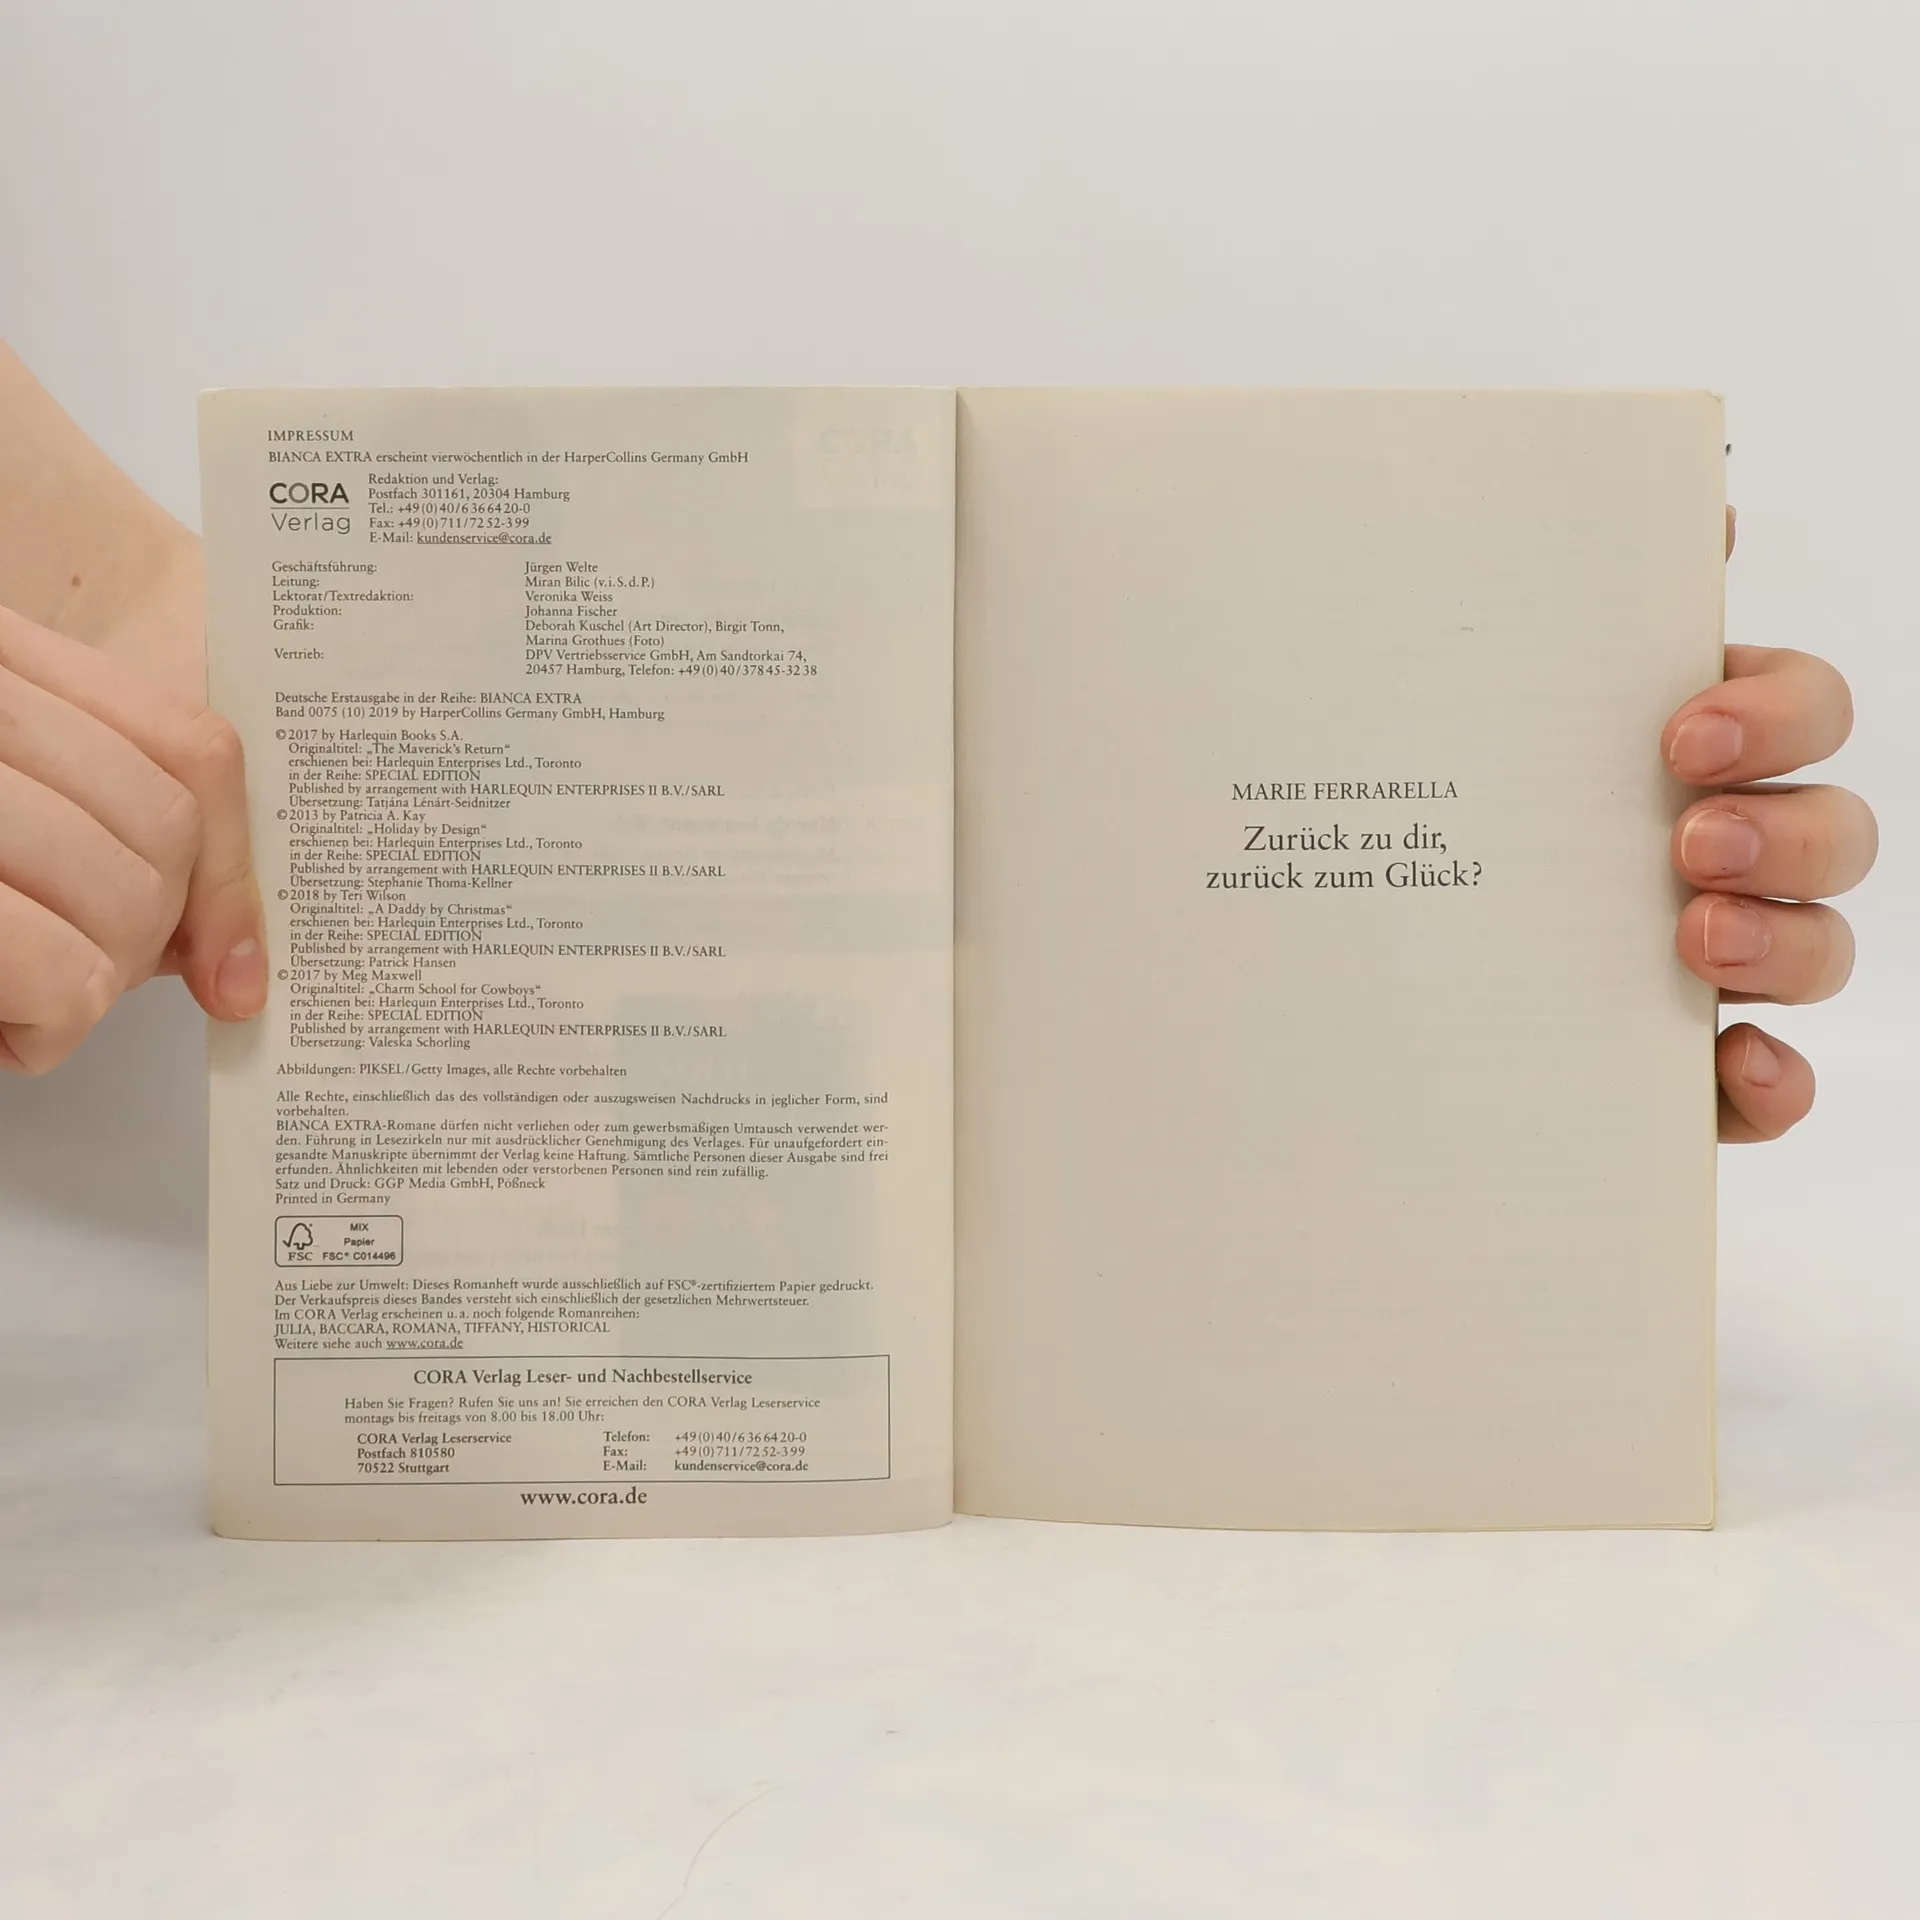 IMPRESSUM
BIANCA EXTRA erscheint vierwöchentlich in der HarperCollins Germany GmbH
CORA
Verlag
Redaktion und Verlag:
Postfach 301161, 20304 Hamburg
Tel.: +49(0)40/636 64 20-0
Fax: +49(0)711/72 52-399
E-Mail: kundenservice@cora.de
Geschäftsführung: Jürgen Welte
Leitung: Miran Bilic (v.i.S.d.P.)
Lektorat/Textredaktion: Veronika Weiss
Produktion: Johanna Fischer
Grafik: Deborah Kuschel (Art Director), Birgit Tonn,
Marina Grothues (Foto)
Vertrieb: DPV Vertriebsservice GmbH, Am Sandtorkai 74,
20457 Hamburg, Telefon: +49(0)40/378 45-32 38
Deutsche Erstausgabe in der Reihe: BIANCA EXTRA
Band 0075 (10) 2019 by HarperCollins Germany GmbH, Hamburg
©2017 by Harlequin Books S.A.
Originaltitel: „The Maverick's Return“
erschienen bei: Harlequin Enterprises Ltd., Toronto
in der Reihe: SPECIAL EDITION
Published by arrangement with HARLEQUIN ENTERPRISES II B.V./SARL
Übersetzung: Tatjána Lénárt-Seidnitzer
©2013 by Patricia A. Kay
Originaltitel: „Holiday by Design“
erschienen bei: Harlequin Enterprises Ltd., Toronto
in der Reihe: SPECIAL EDITION
Published by arrangement with HARLEQUIN ENTERPRISES II B.V./SARL
Übersetzung: Stephanie Thoma-Kellner
©2018 by Teri Wilson
Originaltitel: „A Daddy by Christmas“
erschienen bei: Harlequin Enterprises Ltd., Toronto
in der Reihe: SPECIAL EDITION
Published by arrangement with HARLEQUIN ENTERPRISES II B.V./SARL
Übersetzung: Patrick Hansen
©2017 by Meg Maxwell
Originaltitel: „Charm School for Cowboys“
erschienen bei: Harlequin Enterprises Ltd., Toronto
in der Reihe: SPECIAL EDITION
Published by arrangement with HARLEQUIN ENTERPRISES II B.V./SARL
Übersetzung: Valeska Schorling
Abbildungen: PIKSEL/Getty Images, alle Rechte vorbehalten
Alle Rechte, einschließlich das des vollständigen oder auszugsweisen Nachdrucks in jeglicher Form, sind
vorbehalten.
BIANCA EXTRA-Romane dürfen nicht verliehen oder zum gewerbsmäßigen Umtausch verwendet wer-
den. Führung in Lesezirkeln nur mit ausdrücklicher Genehmigung des Verlages. Für unaufgefordert ein-
gesandte Manuskripte übernimmt der Verlag keine Haftung. Sämtliche Personen dieser Ausgabe sind frei
erfunden. Ähnlichkeiten mit lebenden oder verstorbenen Personen sind rein zufällig.
Satz und Druck: GGP Media GmbH, Pößneck
Printed in Germany
MIX
Papier
FSC FSC® C014496
Aus Liebe zur Umwelt: Dieses Romanheft wurde ausschließlich auf FSC®-zertifiziertem Papier gedruckt.
Der Verkaufspreis dieses Bandes versteht sich einschließlich der gesetzlichen Mehrwertsteuer.
Im CORA Verlag erscheinen u.a. noch folgende Romanreihen:
JULIA, BACCARA, ROMANA, TIFFANY, HISTORICAL
Weitere siehe auch www.cora.de
CORA Verlag Leser- und Nachbestellservice
Haben Sie Fragen? Rufen Sie uns an! Sie erreichen den CORA Verlag Leserservice
montags bis freitags von 8.00 bis 18.00 Uhr:
CORA Verlag Leserservice Telefon: +49(0)40/636 64 20-0
Postfach 810580 Fax: +49(0)711/72 52-399
70522 Stuttgart E-Mail: kundenservice@cora.de
www.cora.de
MARIE FERRARELLA
Zurück zu dir,
zurück zum Glück?